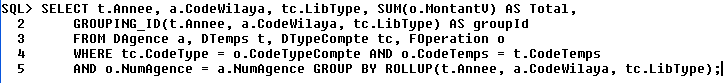 SQL> SELECT t.Annee, a.CodeWilaya, tc.LibType, SUM(o.MontantV) AS Total,
2 GROUPING_ID(t.Annee, a.CodeWilaya, tc.LibType) AS groupId
3 FROM DAgence a, DTemps t, DTypeCompte tc, FOperation o
4 WHERE tc.CodeType = o.CodeTypeCompte AND o.CodeTemps = t.CodeTemps
5 AND o.NumAgence = a.NumAgence GROUP BY ROLLUP(t.Annee, a.CodeWilaya, tc.LibType);